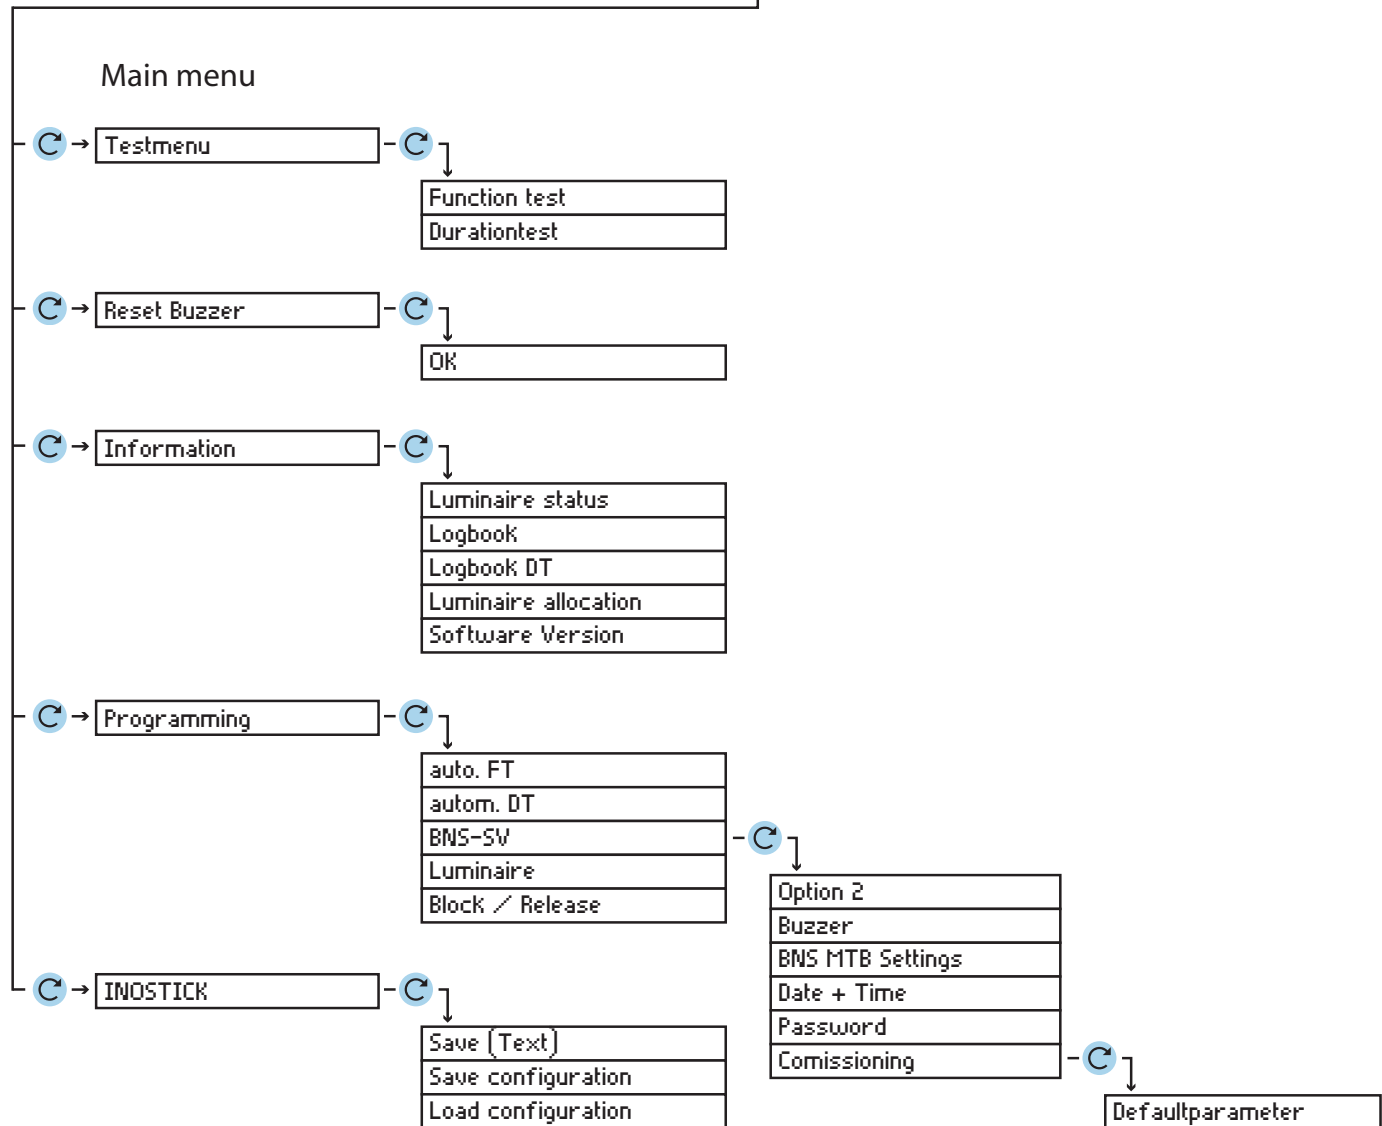 Main menu
Testmenu
Function test
Durationtest
Reset Buzzer
OK
Information
Luminaire status
Logbook
Logbook DT
Luminaire allocation
Software Version
Programming
auto. FT
autom. DT
BNS-SV
Luminaire
Block / Release
Option 2
Buzzer
BNS MTB Settings
Date + Time
Password
Comissioning
Defaultparameter
INOSTICK
Save (Text)
Save configuration
Load configuration